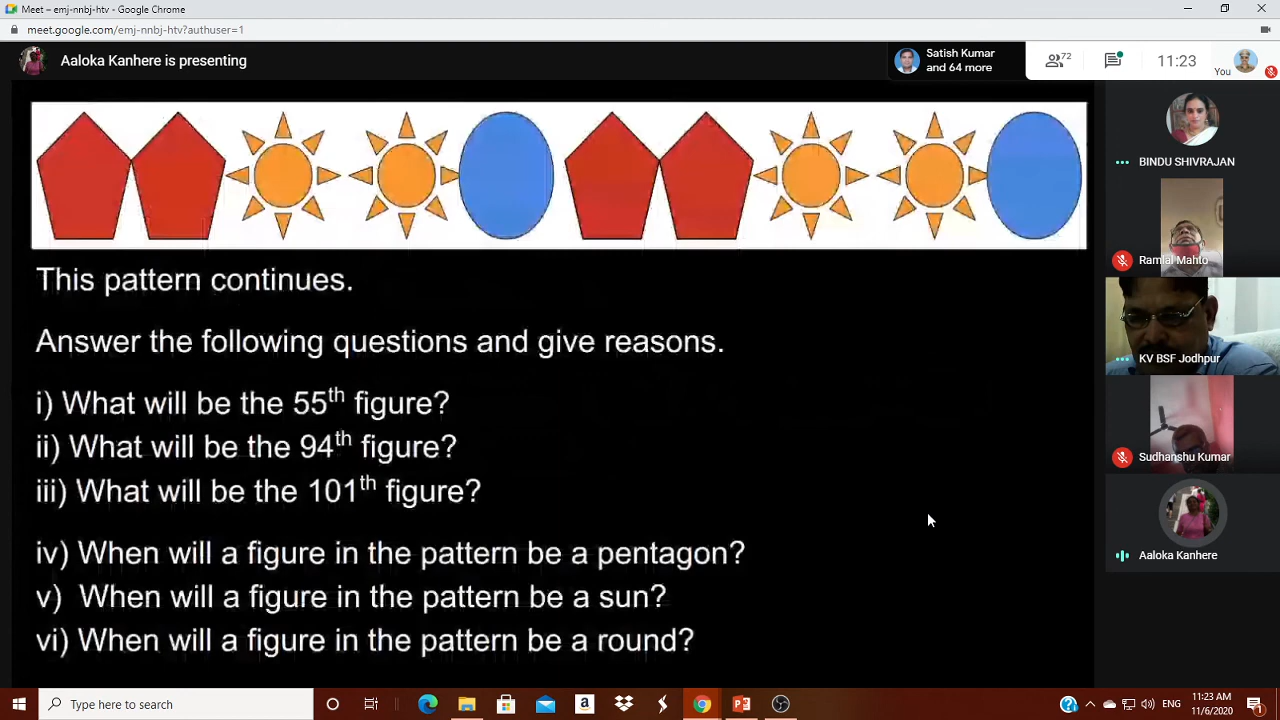 Meet – emj-nnbj-htv - Google Chrome
meet.google.com/emj-nnbj-htv?authuser=1
Aaloka Kanhere is presenting
Satish Kumar
and 64 more
72
11:23
You
BINDU SHIVRAJAN
Ramlal Mahto
KV BSF Jodhpur
Sudhanshu Kumar
Aaloka Kanhere
This pattern continues.
Answer the following questions and give reasons.
i) What will be the 55th figure?
ii) What will be the 94th figure?
iii) What will be the 101th figure?
iv) When will a figure in the pattern be a pentagon?
v) When will a figure in the pattern be a sun?
vi) When will a figure in the pattern be a round?
Type here to search
ENG
11:23 AM
11/6/2020